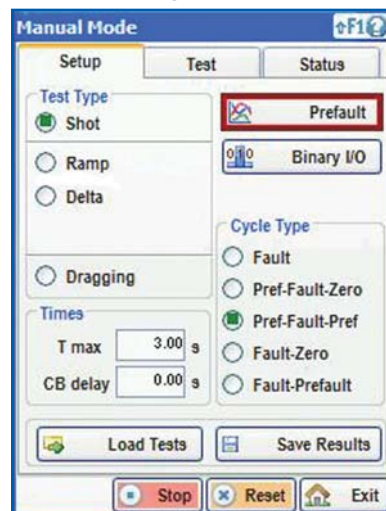 Manual Mode
F1
Setup
Test
Status
Test Type
Shot
Ramp
Delta
Dragging
Prefault
010
Binary I/O
Cycle Type
Fault
Pref-Fault-Zero
Pref-Fault-Pref
Fault-Zero
Fault-Prefault
Times
T max 3.00 s
CB delay 0.00 s
Load Tests
Save Results
Stop
Reset
Exit